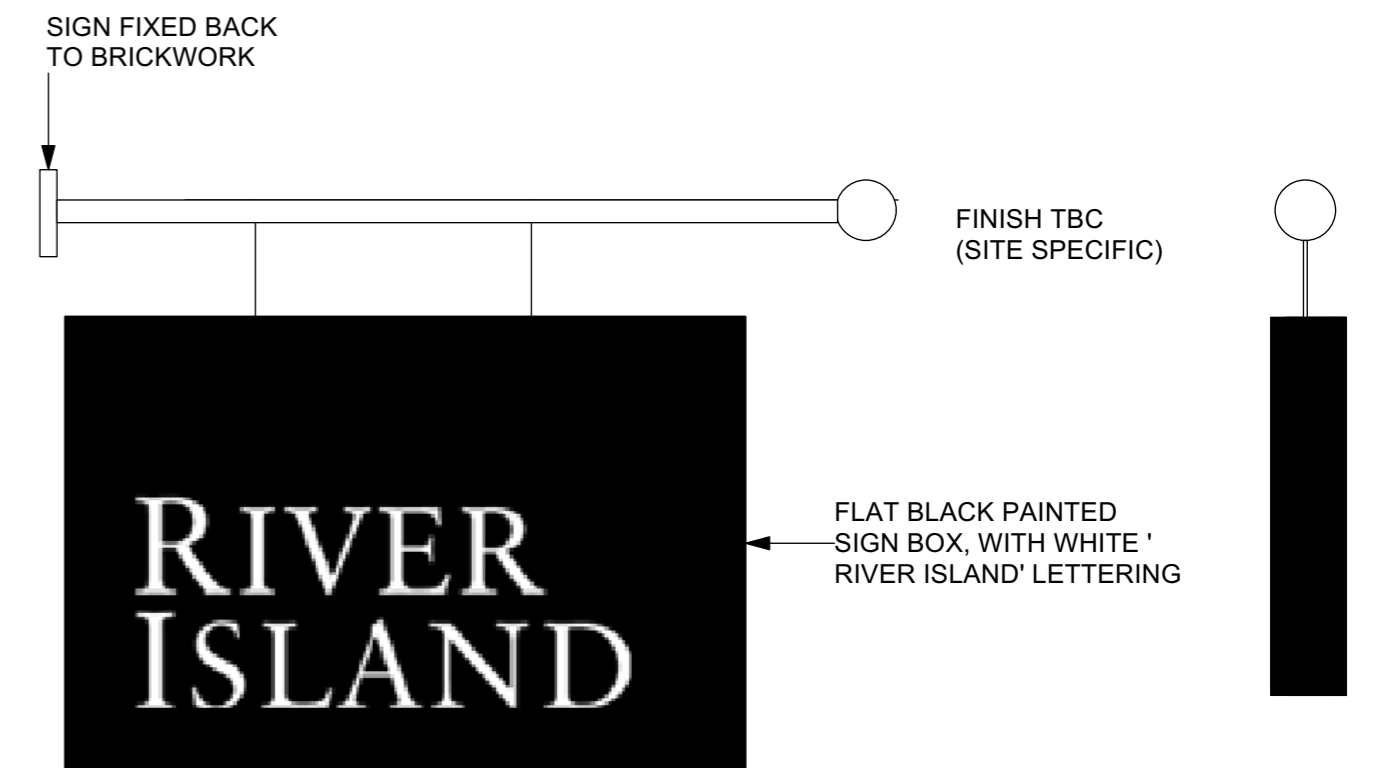 SIGN FIXED BACK
TO BRICKWORK
FINISH TBC
(SITE SPECIFIC)
RIVER
ISLAND
FLAT BLACK PAINTED
SIGN BOX, WITH WHITE '
RIVER ISLAND' LETTERING